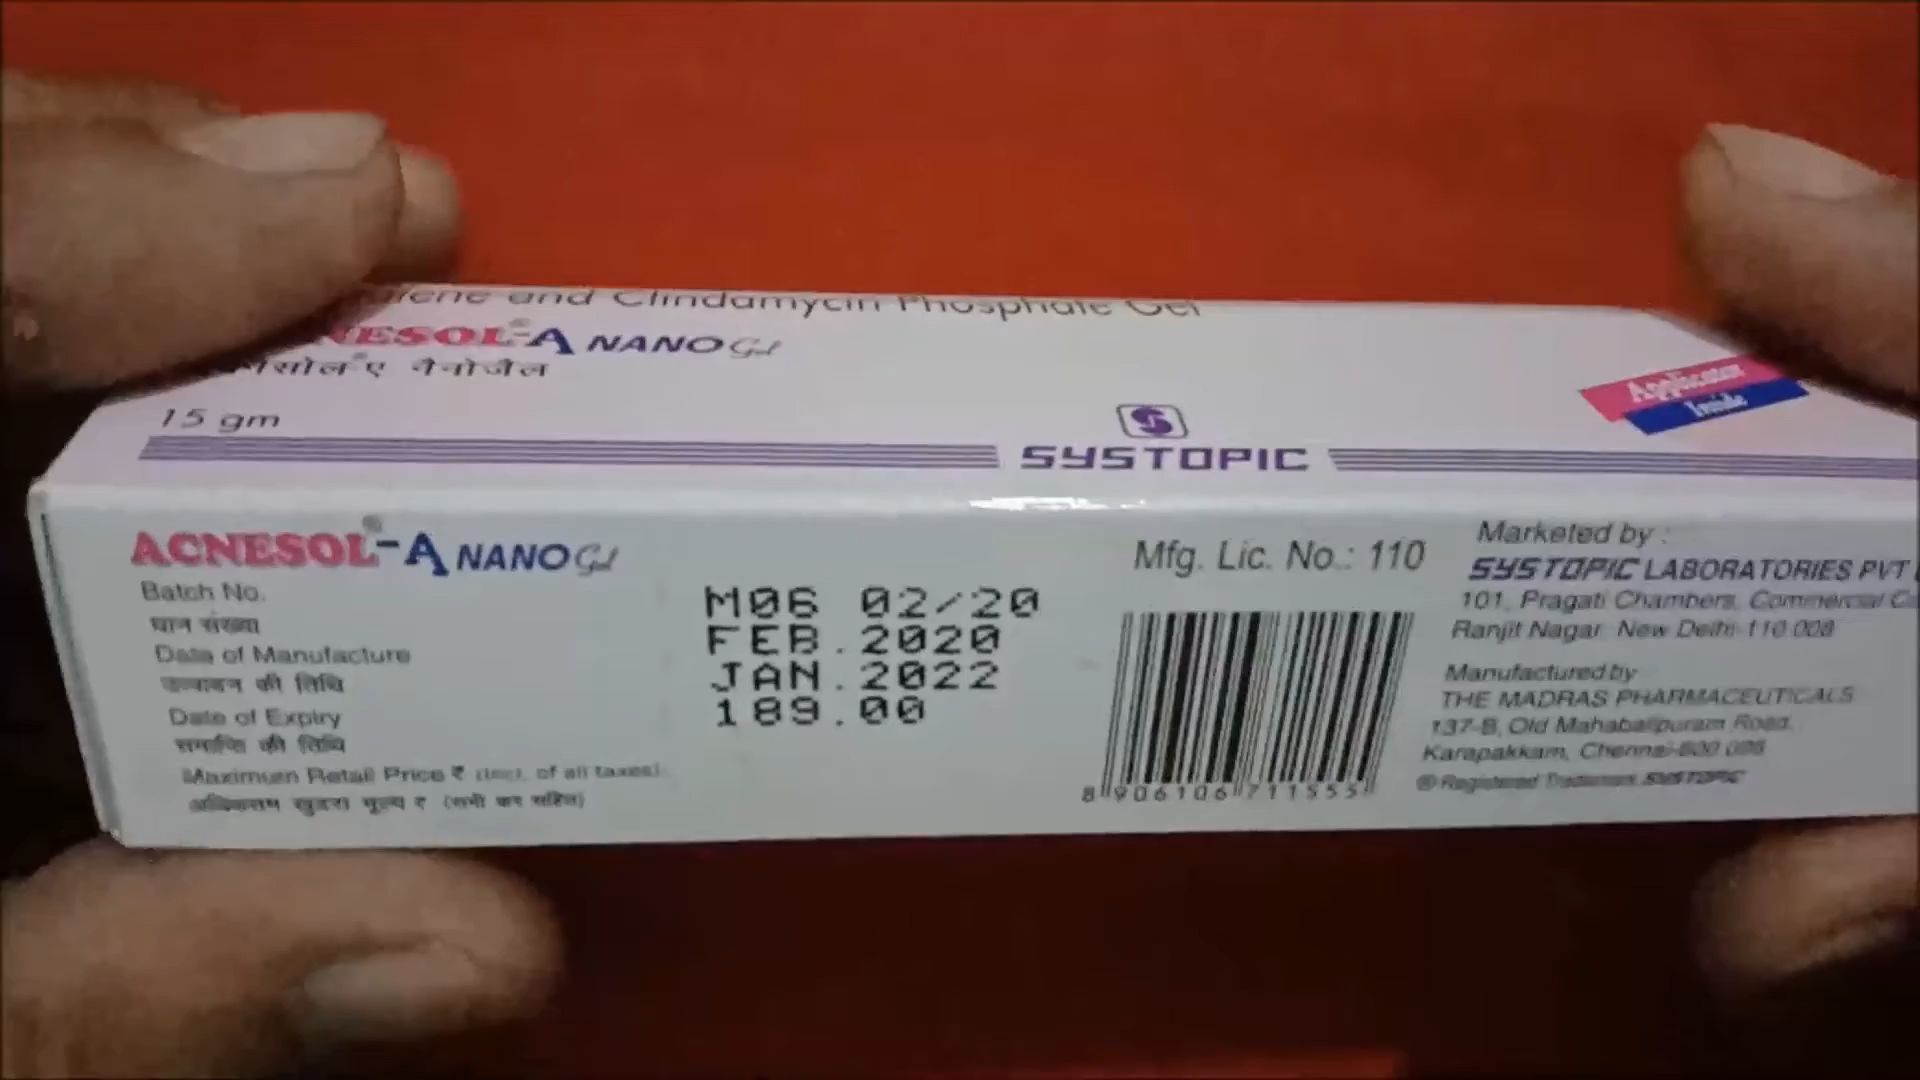 and Clindamycin Phosphate Gel
NESOL®-A NANO Gel
सोल®ए नैनोजैल
15 gm
SYSTOPIC
Applicator
Inside
ACNESOL®-A NANO Gel
Batch No.
घान संख्या
Date of Manufacture
उत्पादन की तिथि
Date of Expiry
समाप्ति की तिथि
Maximum Retail Price ₹ (incl. of all taxes)
अधिकतम खुदरा मूल्य ₹ (सभी कर सहित)
M06 02/20
FEB.2020
JAN.2022
189.00
Mfg. Lic. No.: 110
8 906106 711555
Marketed by :
SYSTOPIC LABORATORIES PVT
101, Pragati Chambers, Commercial
Ranjit Nagar, New Delhi-110 008
Manufactured by
THE MADRAS PHARMACEUTICALS
137-B, Old Mahabalipuram Road,
Karapakkam, Chennai-600 096
® Registered Trademark SYSTOPIC